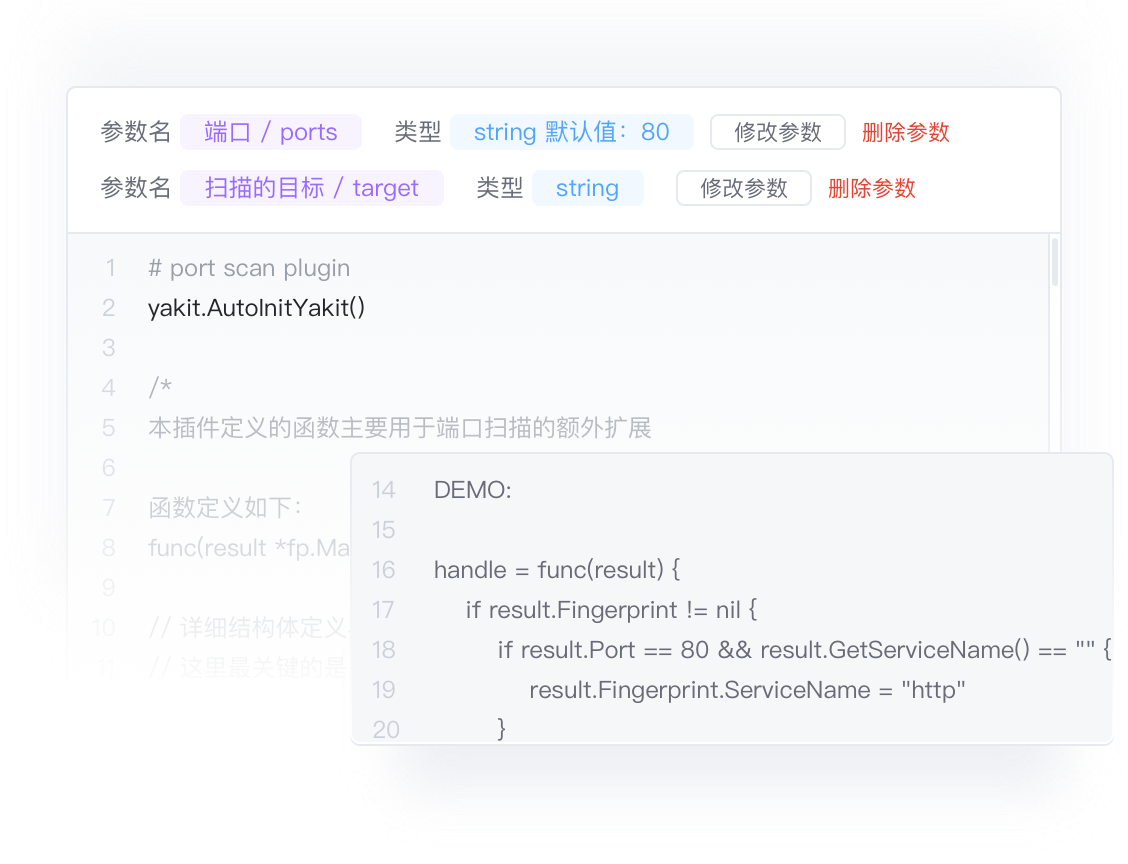 参数名 端口 / ports 类型 string 默认值：80 修改参数 删除参数
参数名 扫描的目标 / target 类型 string 修改参数 删除参数
1 # port scan plugin
2 yakit.AutoInitYakit()
3
4 /*
5 本插件定义的函数主要用于端口扫描的额外扩展
6
7 函数定义如下：
8 func(result *fp.Ma
9
10 // 详细结构体定义
11 // 这里最关键的是
14 DEMO:
15
16 handle = func(result) {
17 if result.Fingerprint != nil {
18 if result.Port == 80 && result.GetServiceName() == "" {
19 result.Fingerprint.ServiceName = "http"
20 }